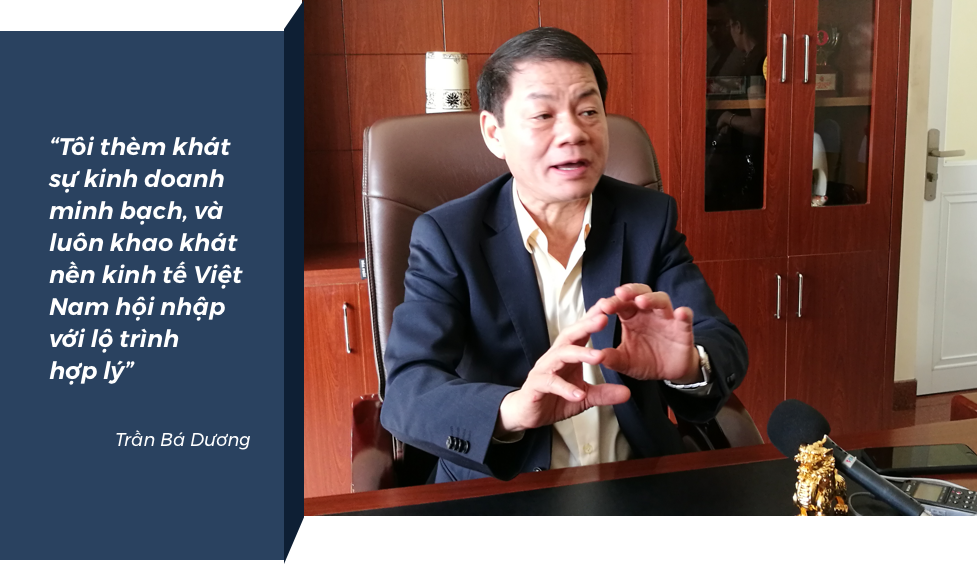 “Tôi thèm khát
sự kinh doanh
minh bạch, và
luôn khao khát
nền kinh tế Việt
Nam hội nhập
với lộ trình
hợp lý”
Trần Bá Dương